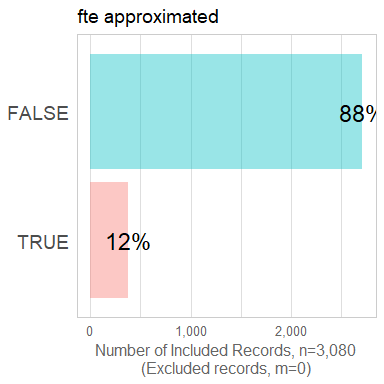 fte approximated
FALSE
88%
TRUE
12%
0 1,000 2,000
Number of Included Records, n=3,080
(Excluded records, m=0)